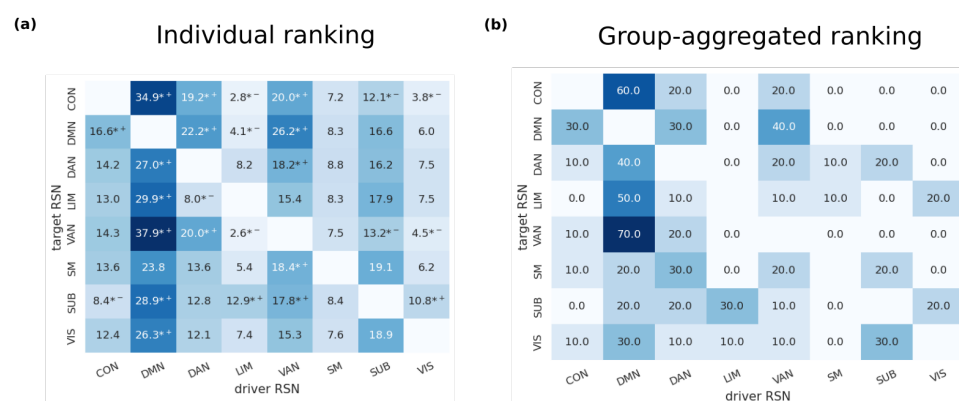 (a)
Individual ranking
target RSN
CON 34.9*⁺ 19.2*⁺ 2.8*⁻ 20.0*⁺ 7.2 12.1*⁻ 3.8*⁻
DMN 16.6*⁺ 22.2*⁺ 4.1*⁻ 26.2*⁺ 8.3 16.6 6.0
DAN 14.2 27.0*⁺ 8.2 18.2*⁺ 8.8 16.2 7.5
LIM 13.0 29.9*⁺ 8.0*⁻ 15.4 8.3 17.9 7.5
VAN 14.3 37.9*⁺ 20.0*⁺ 2.6*⁻ 7.5 13.2*⁻ 4.5*⁻
SM 13.6 23.8 13.6 5.4 18.4*⁺ 19.1 6.2
SUB 8.4*⁻ 28.9*⁺ 12.8 12.9*⁺ 17.8*⁺ 8.4 10.8*⁺
VIS 12.4 26.3*⁺ 12.1 7.4 15.3 7.6 18.9
CON DMN DAN LIM VAN SM SUB VIS
driver RSN
(b)
Group-aggregated ranking
target RSN
CON 60.0 20.0 0.0 20.0 0.0 0.0 0.0
DMN 30.0 30.0 0.0 40.0 0.0 0.0 0.0
DAN 10.0 40.0 0.0 20.0 10.0 20.0 0.0
LIM 0.0 50.0 10.0 10.0 10.0 0.0 20.0
VAN 10.0 70.0 20.0 0.0 0.0 0.0 0.0
SM 10.0 20.0 30.0 0.0 20.0 20.0 0.0
SUB 0.0 20.0 20.0 30.0 10.0 0.0 20.0
VIS 10.0 30.0 10.0 10.0 10.0 0.0 30.0
CON DMN DAN LIM VAN SM SUB VIS
driver RSN